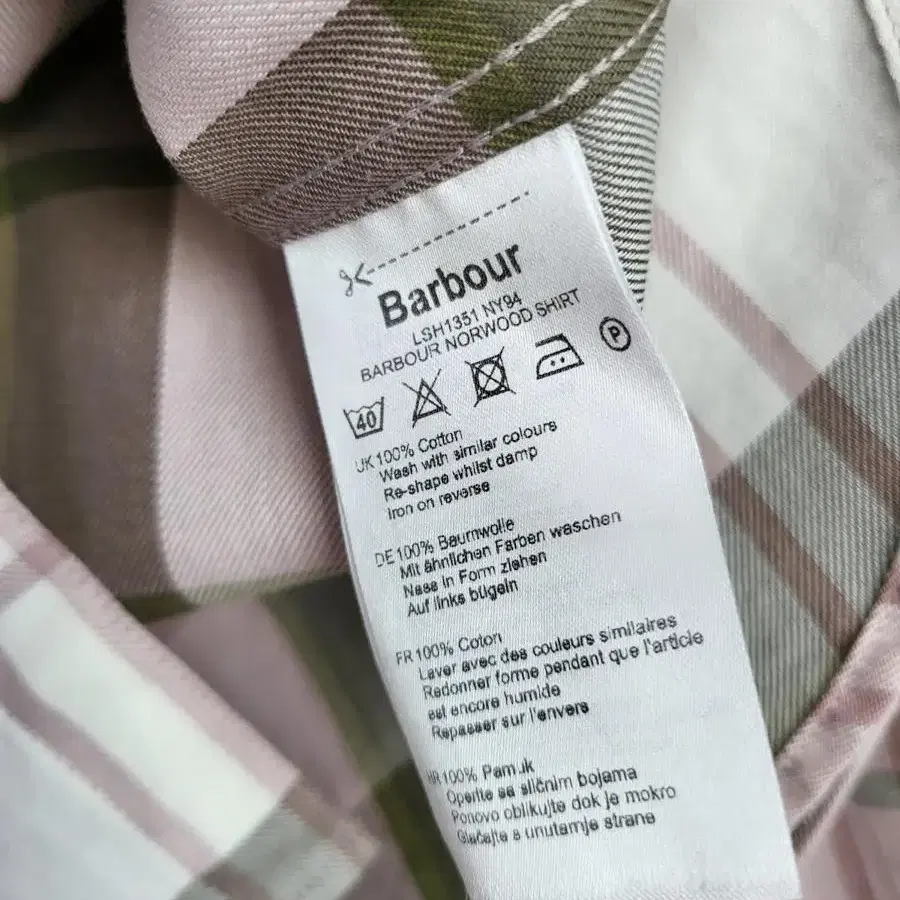 Barbour
LSH1351 NY94
BARBOUR NORWOOD SHIRT
40
P
UK 100% Cotton
Wash with similar colours
Re-shape whilst damp
Iron on reverse
DE 100% Baumwolle
Mit ähnlichen Farben waschen
Nass in Form ziehen
Auf links bügeln
FR 100% Coton
Laver avec des couleurs similaires
Redonner forme pendant que l'article
est encore humide
Repasser sur l'envers
HR 100% Pamuk
Operite sa sličnim bojama
Ponovo oblikujte dok je mokro
Glačajte s unutarnje strane